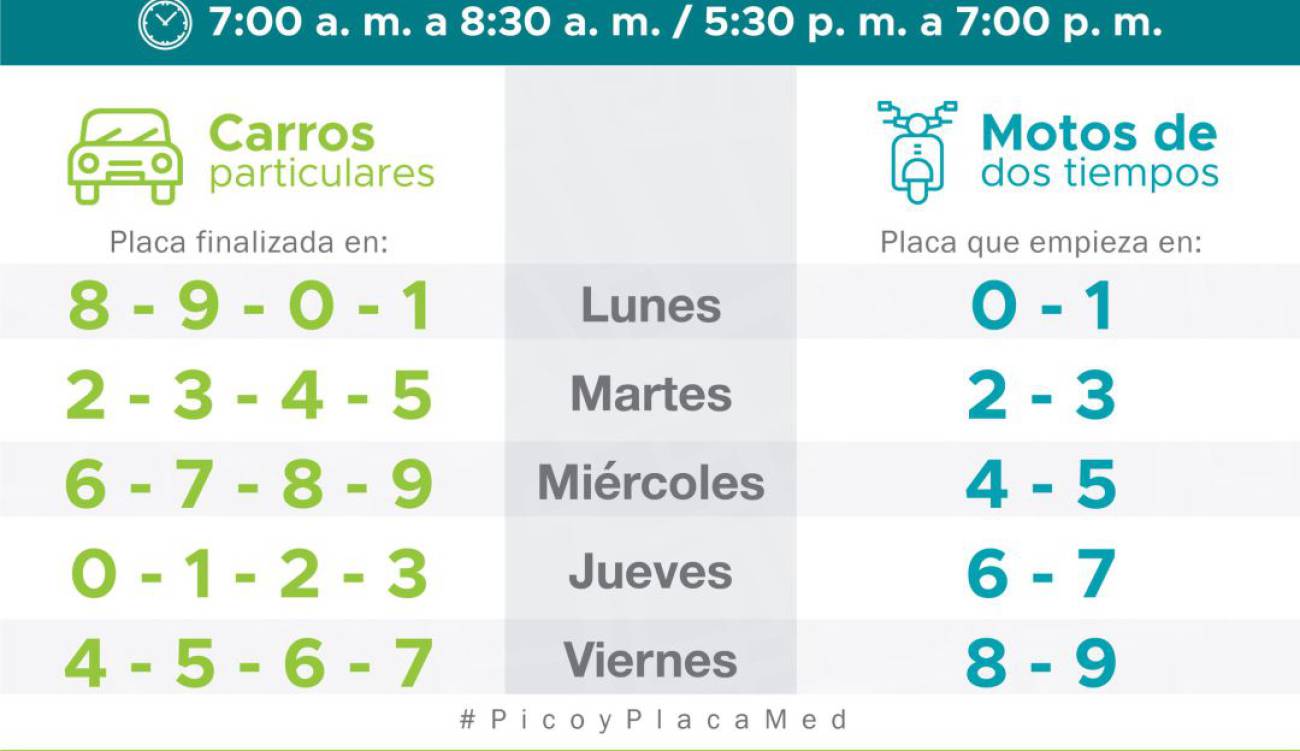 7:00 a. m. a 8:30 a. m. / 5:30 p. m. a 7:00 p. m.
Carros
particulares
Motos de
dos tiempos
Placa finalizada en:
Placa que empieza en:
8 - 9 - 0 - 1 Lunes 0 - 1
2 - 3 - 4 - 5 Martes 2 - 3
6 - 7 - 8 - 9 Miércoles 4 - 5
0 - 1 - 2 - 3 Jueves 6 - 7
4 - 5 - 6 - 7 Viernes 8 - 9
#PicoyPlacaMed